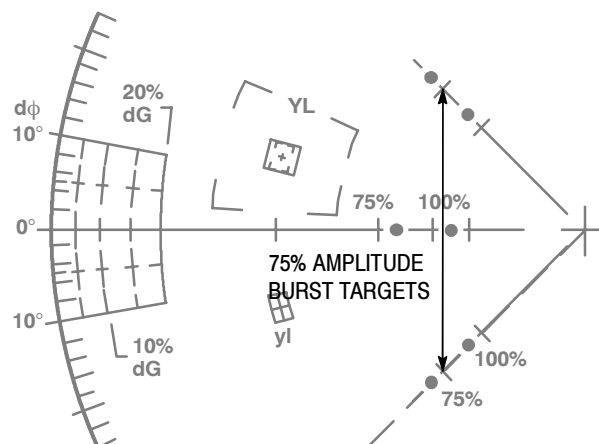 20%
dG
YL
dϕ
10°
75%
100%
0°
75% AMPLITUDE
BURST TARGETS
10°
yl
10%
dG
100%
75%